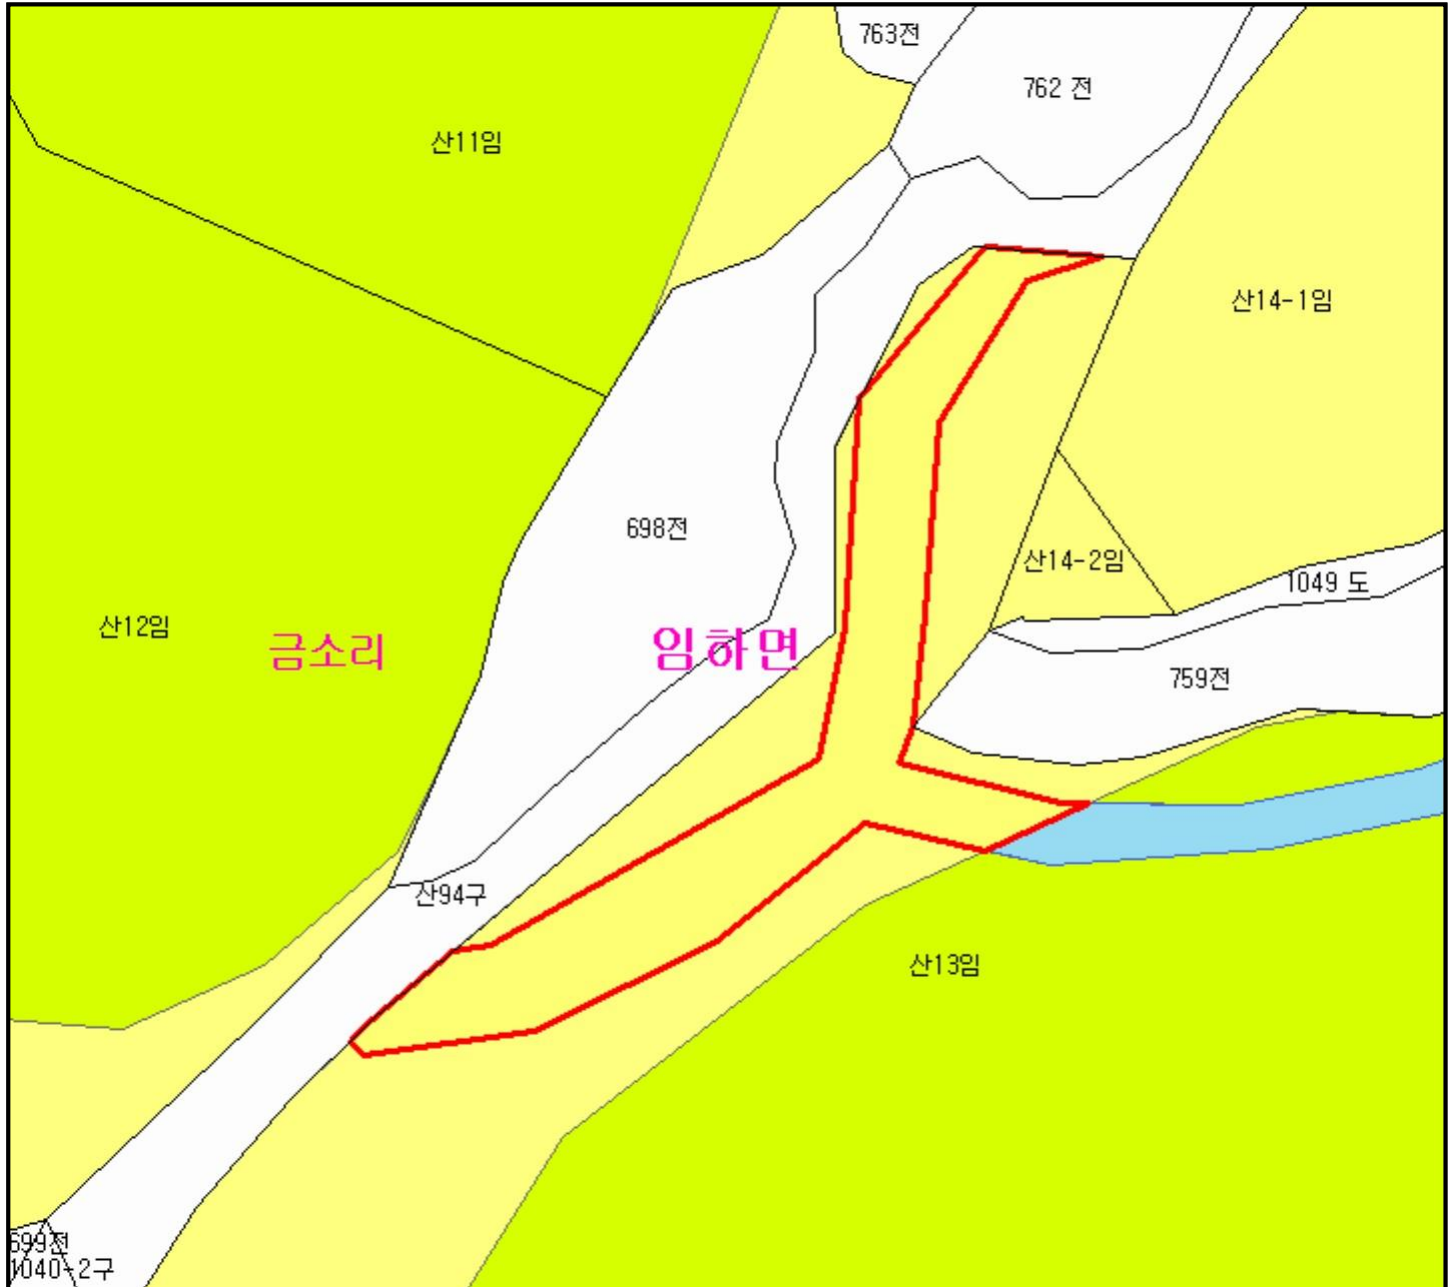 763전
762 전
산11임
산14-1임
698전
산14-2임
1049 도
산12임
금소리
임하면
759전
산94구
산13임
699전
1040-2구